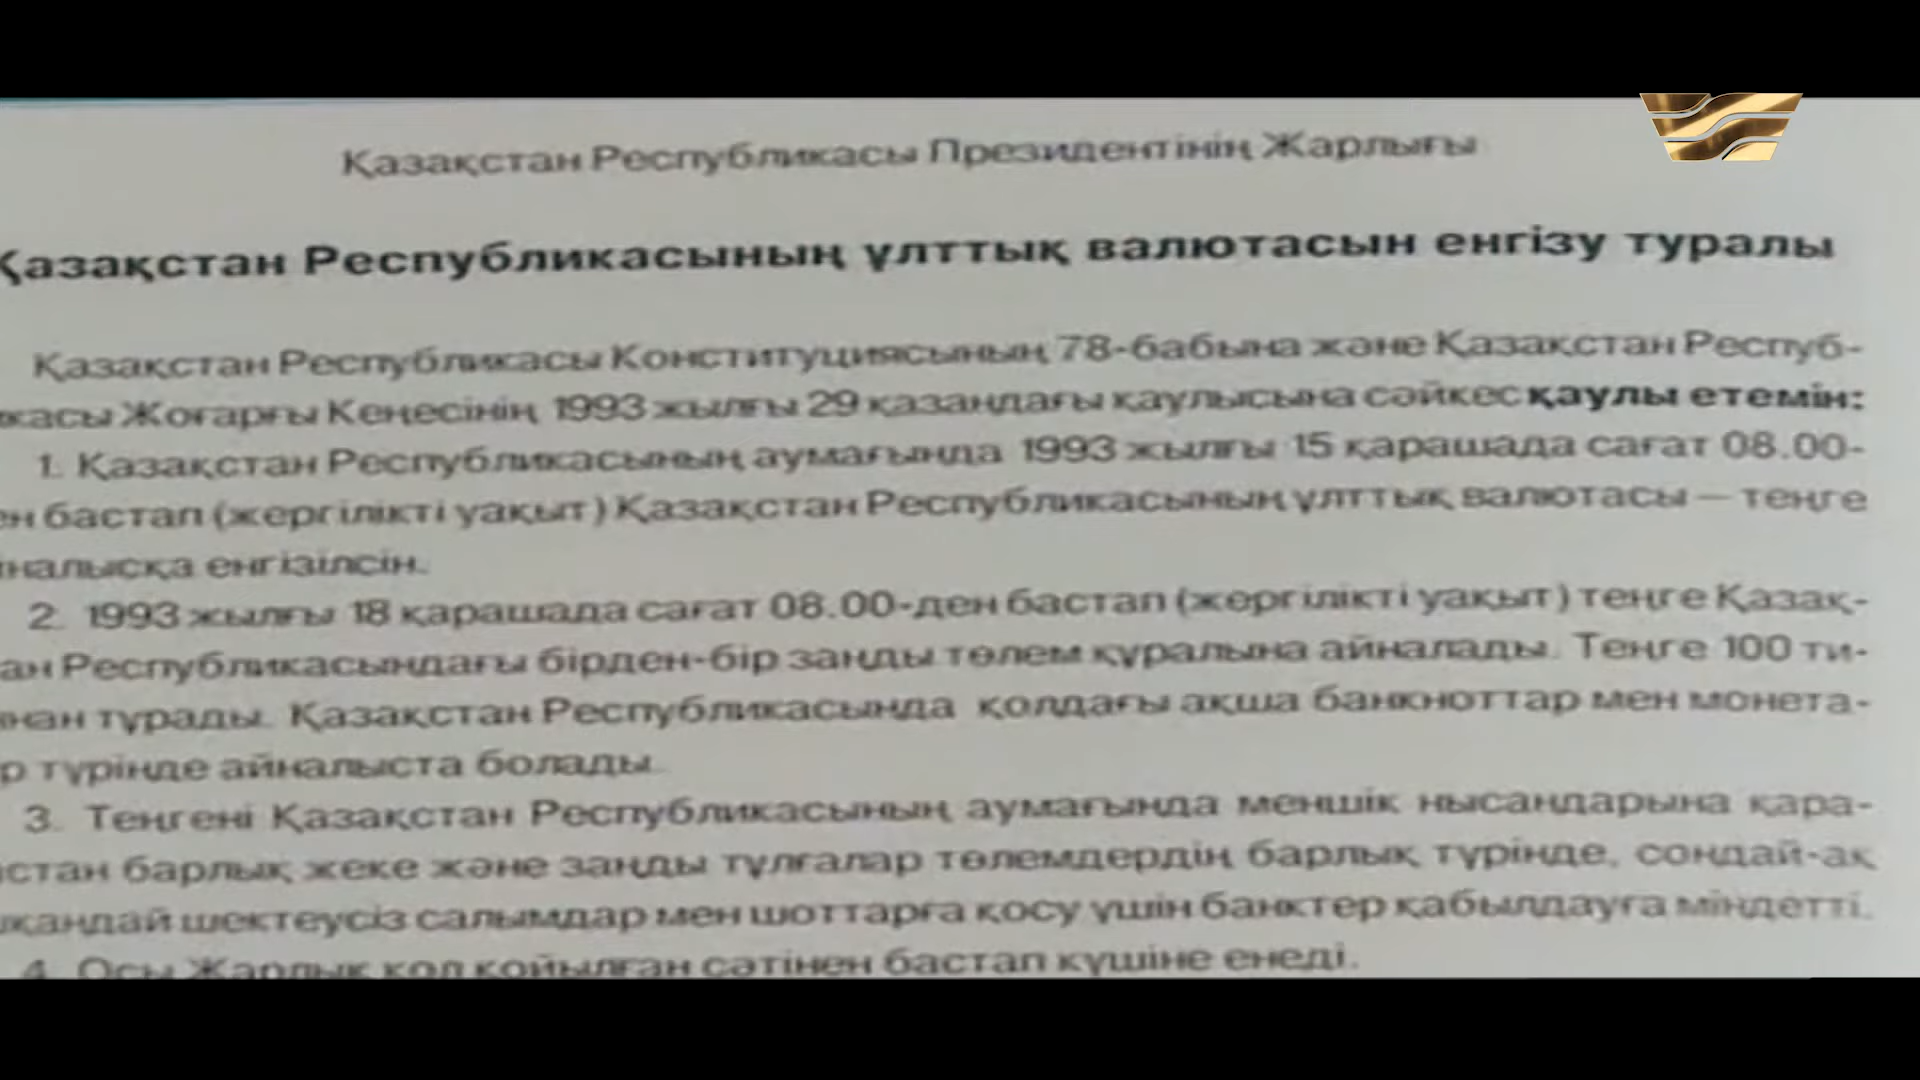 Қазақстан Республикасы Президентінің Жарлығы
Қазақстан Республикасының ұлттық валютасын енгізу туралы
Қазақстан Республикасы Конституциясының 78-бабына және Қазақстан Респуб-
икасы Жоғарғы Кеңесінің 1993 жылғы 29 қазандағы қаулысына сәйкес қаулы етемін:
1. Қазақстан Республикасының аумағында 1993 жылғы 15 қарашада сағат 08.00-
ен бастап (жергілікті уақыт) Қазақстан Республикасының ұлттық валютасы — теңге
йналысқа енгізілсін.
2. 1993 жылғы 18 қарашада сағат 08.00-ден бастап (жергілікті уақыт) теңге Қазақ-
ан Республикасындағы бірден-бір заңды төлем құралына айналады. Теңге 100 ти-
ннан тұрады. Қазақстан Республикасында қолдағы ақша банкноттар мен монета-
р түрінде айналыста болады.
3. Теңгені Қазақстан Республикасының аумағында меншік нысандарына қара-
стан барлық жеке және заңды тұлғалар төлемдердің барлық түрінде, сондай-ақ
қандай шектеусіз салымдар мен шоттарға қосу үшін банктер қабылдауға міндетті.
4. Осы Жарлық қол қойылған сәтінен бастап күшіне енеді.